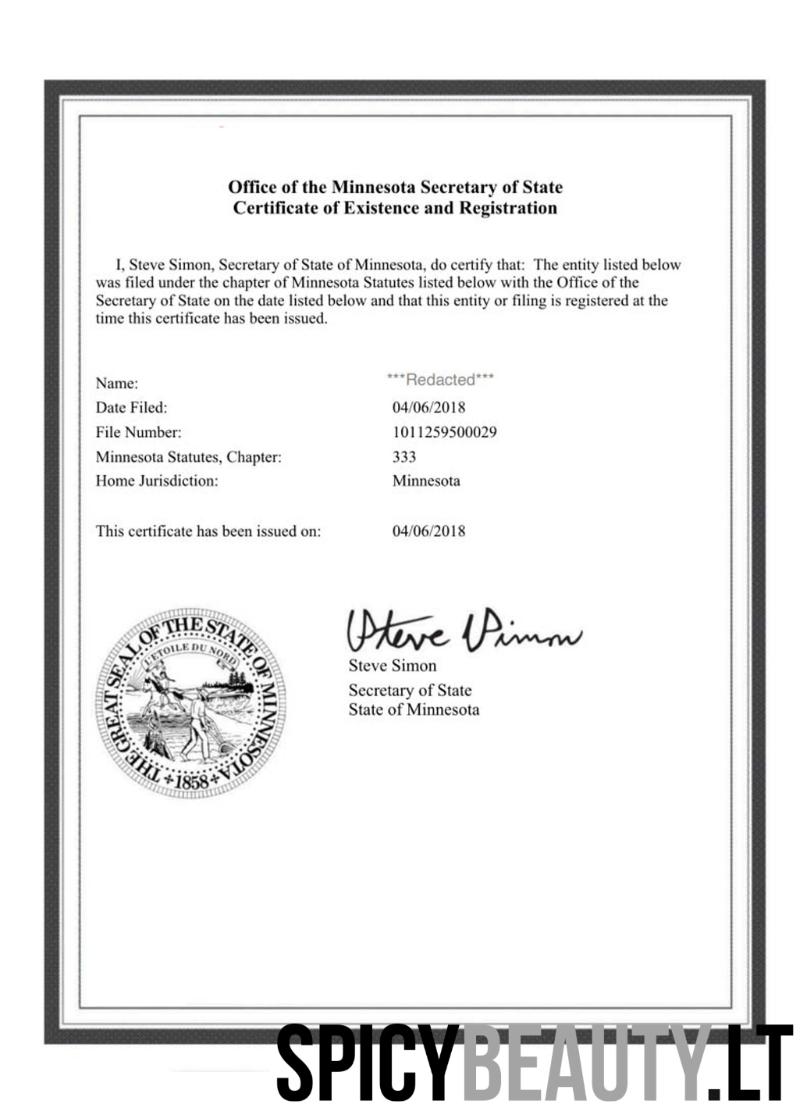 Office of the Minnesota Secretary of State
Certificate of Existence and Registration
I, Steve Simon, Secretary of State of Minnesota, do certify that: The entity listed below
was filed under the chapter of Minnesota Statutes listed below with the Office of the
Secretary of State on the date listed below and that this entity or filing is registered at the
time this certificate has been issued.
Name: ***Redacted***
Date Filed: 04/06/2018
File Number: 1011259500029
Minnesota Statutes, Chapter: 333
Home Jurisdiction: Minnesota
This certificate has been issued on: 04/06/2018
THE GREAT SEAL OF THE STATE OF MINNESOTA
L'ETOILE DU NORD
1858
Steve Simon
Steve Simon
Secretary of State
State of Minnesota
SPICYBEAUTY.LT